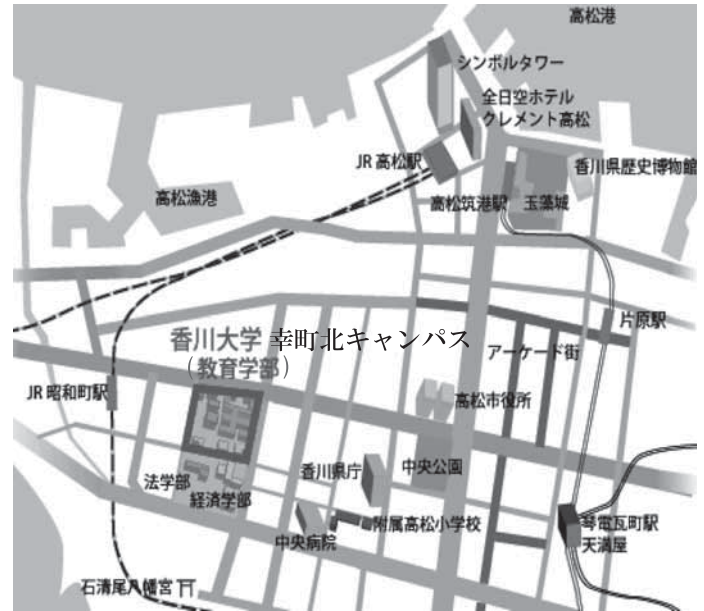 高松港
シンボルタワー
全日空ホテル
クレメント高松
JR 高松駅
香川県歴史博物館
高松漁港
高松筑港駅
玉藻城
片原駅
香川大学 幸町北キャンパス
（教育学部）
アーケード街
JR 昭和町駅
高松市役所
香川県庁
中央公園
法学部
経済学部
附属高松小学校
琴電瓦町駅
天満屋
中央病院
石清尾八幡宮